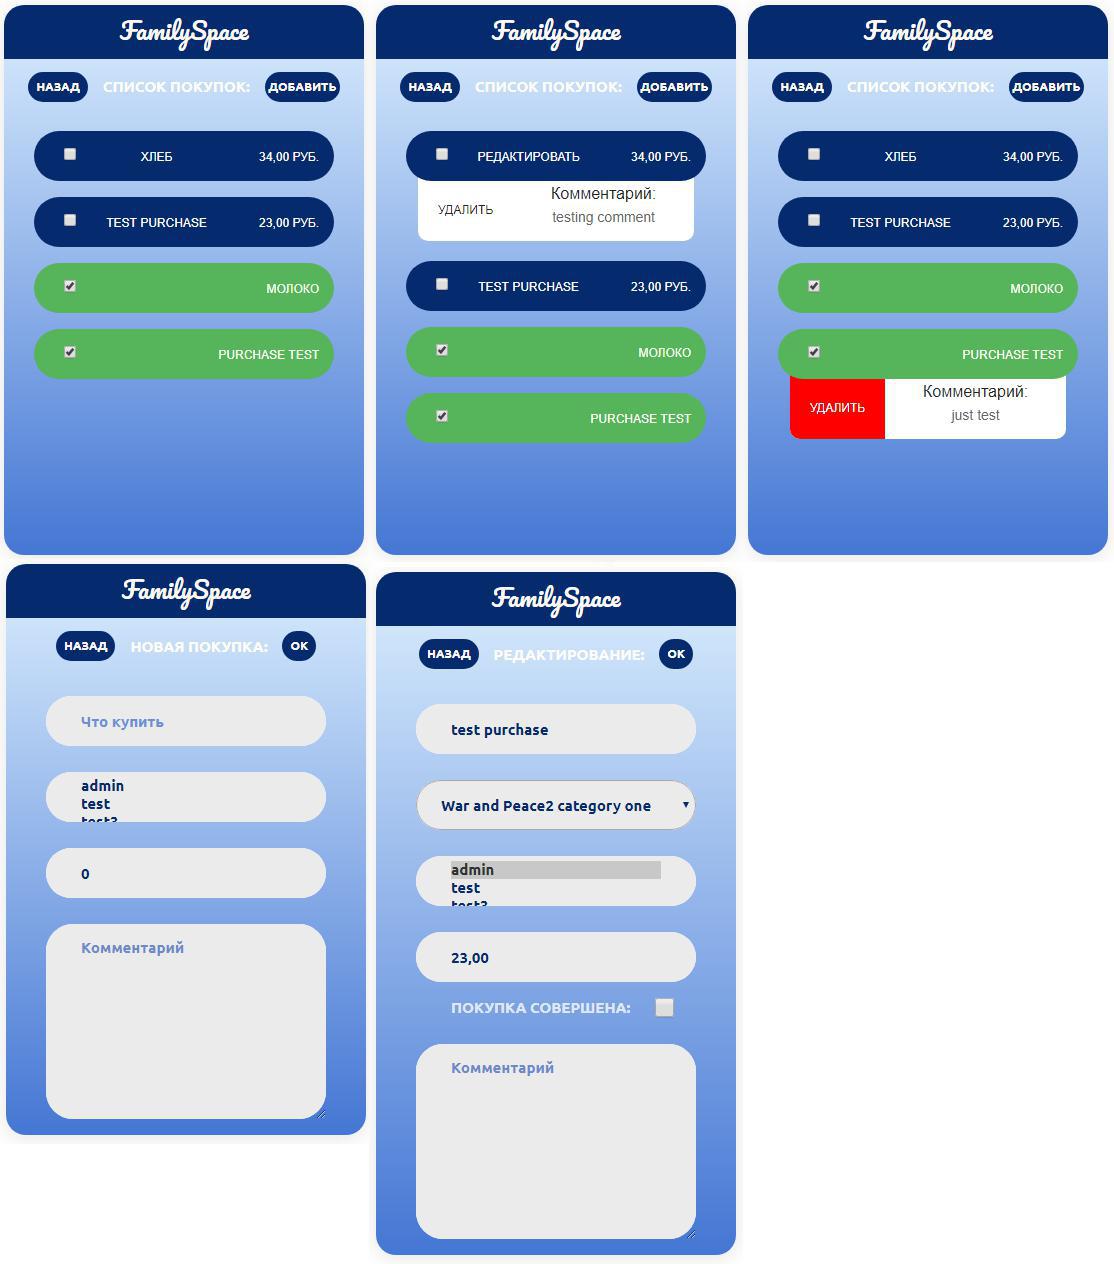 FamilySpace
НАЗАД СПИСОК ПОКУПОК: ДОБАВИТЬ
ХЛЕБ 34,00 РУБ.
TEST PURCHASE 23,00 РУБ.
МОЛОКО
PURCHASE TEST
FamilySpace
НАЗАД СПИСОК ПОКУПОК: ДОБАВИТЬ
РЕДАКТИРОВАТЬ 34,00 РУБ.
Комментарий:
УДАЛИТЬ
testing comment
TEST PURCHASE 23,00 РУБ.
МОЛОКО
PURCHASE TEST
FamilySpace
НАЗАД СПИСОК ПОКУПОК: ДОБАВИТЬ
ХЛЕБ 34,00 РУБ.
TEST PURCHASE 23,00 РУБ.
МОЛОКО
PURCHASE TEST
Комментарий:
УДАЛИТЬ
just test
FamilySpace
НАЗАД НОВАЯ ПОКУПКА: ОК
Что купить
admin
test
test2
0
Комментарий
FamilySpace
НАЗАД РЕДАКТИРОВАНИЕ: ОК
test purchase
War and Peace2 category one
admin
test
test2
23,00
ПОКУПКА СОВЕРШЕНА:
Комментарий